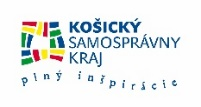 KOŠICKÝ
SAMOSPRÁVNY
KRAJ
plný inšpirácie